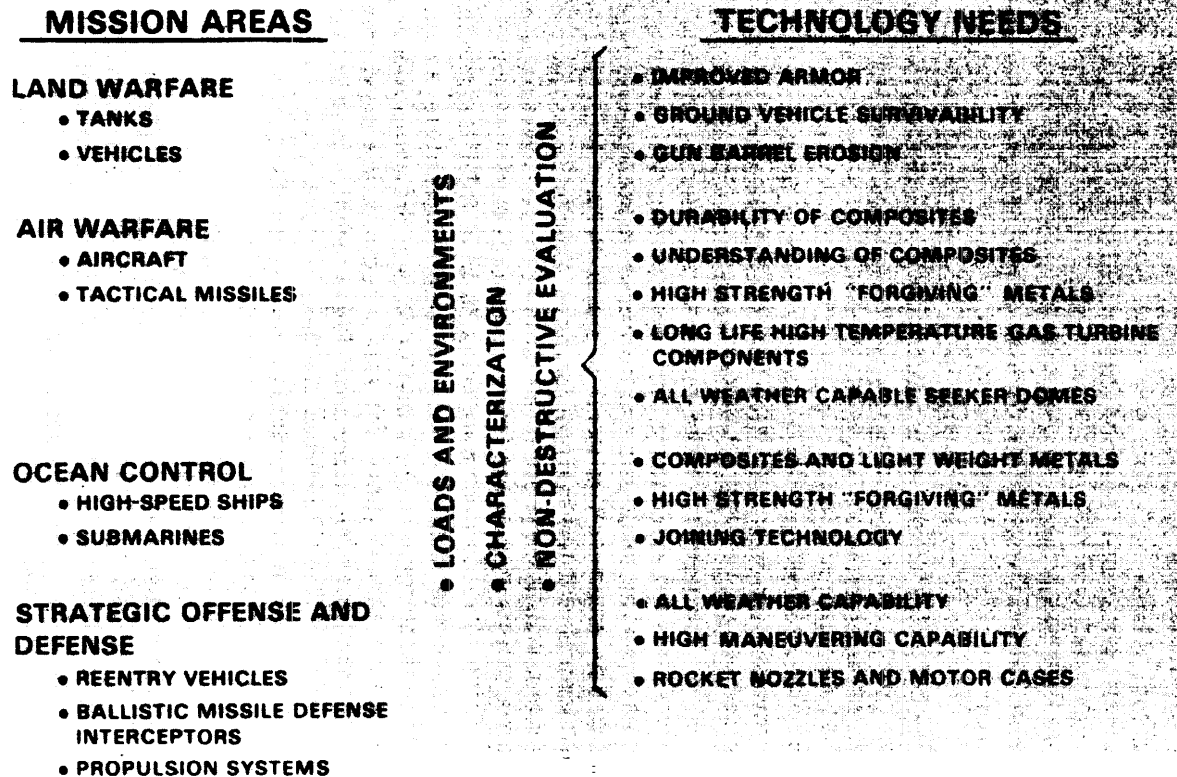 MISSION AREAS
LAND WARFARE
• TANKS
• VEHICLES
AIR WARFARE
• AIRCRAFT
• TACTICAL MISSILES
OCEAN CONTROL
• HIGH-SPEED SHIPS
• SUBMARINES
STRATEGIC OFFENSE AND
DEFENSE
• REENTRY VEHICLES
• BALLISTIC MISSILE DEFENSE
INTERCEPTORS
• PROPULSION SYSTEMS
• LOADS AND ENVIRONMENTS
• CHARACTERIZATION
• NON-DESTRUCTIVE EVALUATION
TECHNOLOGY NEEDS
• IMPROVED ARMOR
• GROUND VEHICLE SURVIVABILITY
• GUN BARREL EROSION
• DURABILITY OF COMPOSITES
• UNDERSTANDING OF COMPOSITES
• HIGH STRENGTH "FORGIVING" METALS
• LONG LIFE HIGH TEMPERATURE GAS TURBINE
COMPONENTS
• ALL WEATHER CAPABLE SEEKER DOMES
• COMPOSITES AND LIGHT WEIGHT METALS
• HIGH STRENGTH "FORGIVING" METALS
• JOINING TECHNOLOGY
• ALL WEATHER CAPABILITY
• HIGH MANEUVERING CAPABILITY
• ROCKET NOZZLES AND MOTOR CASES